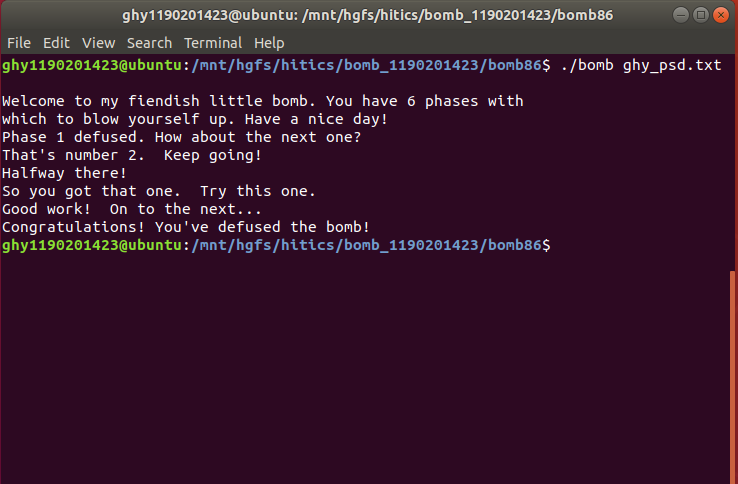 ghy1190201423@ubuntu: /mnt/hgfs/hitics/bomb_1190201423/bomb86
File Edit View Search Terminal Help
ghy1190201423@ubuntu:/mnt/hgfs/hitics/bomb_1190201423/bomb86$ ./bomb ghy_psd.txt
Welcome to my fiendish little bomb. You have 6 phases with
which to blow yourself up. Have a nice day!
Phase 1 defused. How about the next one?
That's number 2.  Keep going!
Halfway there!
So you got that one.  Try this one.
Good work!  On to the next...
Congratulations! You've defused the bomb!
ghy1190201423@ubuntu:/mnt/hgfs/hitics/bomb_1190201423/bomb86$